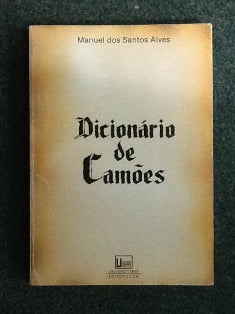 Manuel dos Santos Alves
Dicionário
de
Camões